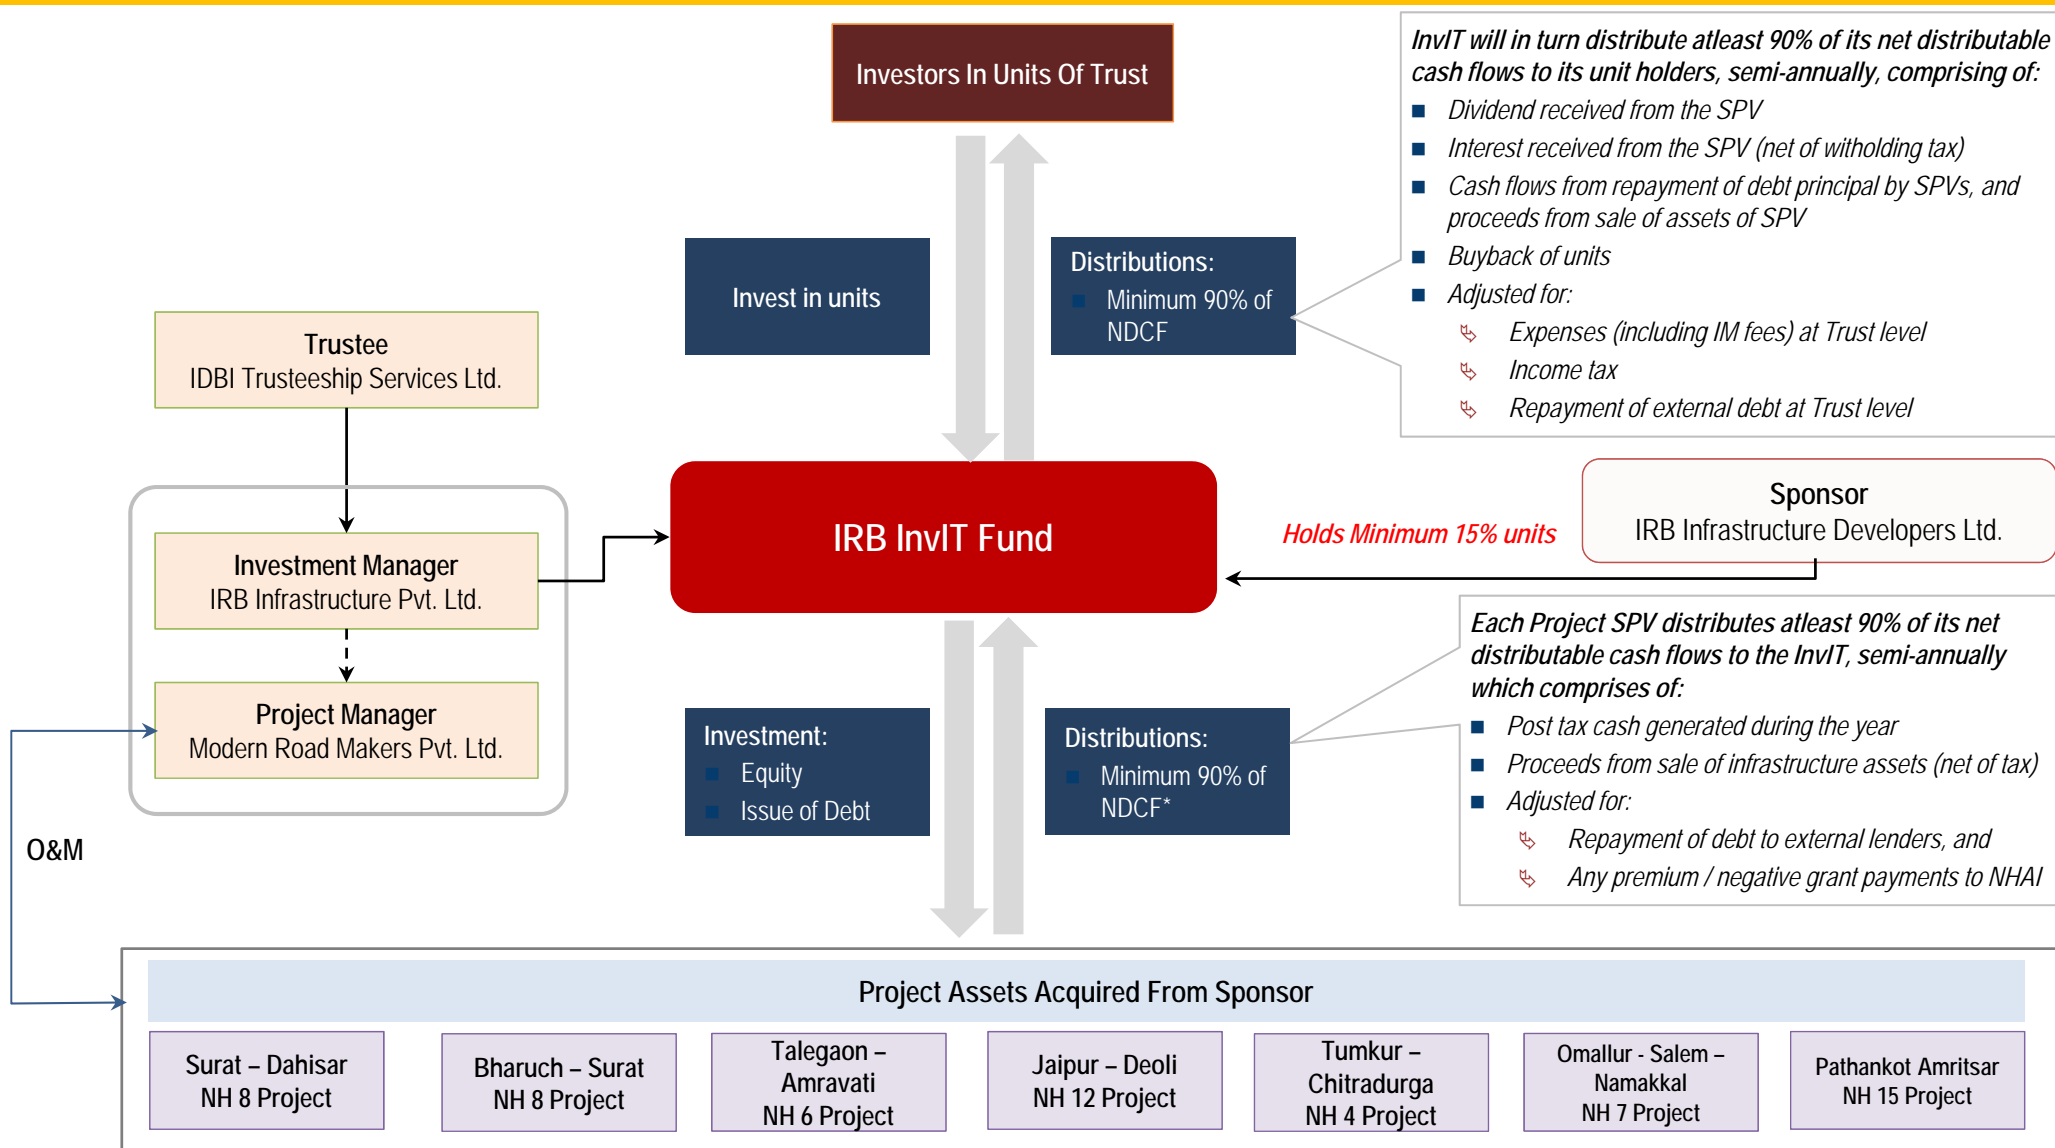 Investors In Units Of Trust
InvIT will in turn distribute atleast 90% of its net distributable
cash flows to its unit holders, semi-annually, comprising of:
Dividend received from the SPV
Interest received from the SPV (net of witholding tax)
Cash flows from repayment of debt principal by SPVs, and
proceeds from sale of assets of SPV
Buyback of units
Adjusted for:
Expenses (including IM fees) at Trust level
Income tax
Repayment of external debt at Trust level
Invest in units
Distributions:
Minimum 90% of
NDCF
Trustee
IDBI Trusteeship Services Ltd.
Investment Manager
IRB Infrastructure Pvt. Ltd.
Project Manager
Modern Road Makers Pvt. Ltd.
IRB InvIT Fund
Holds Minimum 15% units
Sponsor
IRB Infrastructure Developers Ltd.
Each Project SPV distributes atleast 90% of its net
distributable cash flows to the InvIT, semi-annually
which comprises of:
Post tax cash generated during the year
Proceeds from sale of infrastructure assets (net of tax)
Adjusted for:
Repayment of debt to external lenders, and
Any premium / negative grant payments to NHAI
Investment:
Equity
Issue of Debt
Distributions:
Minimum 90% of
NDCF*
O&M
Project Assets Acquired From Sponsor
Surat – Dahisar
NH 8 Project
Bharuch – Surat
NH 8 Project
Talegaon –
Amravati
NH 6 Project
Jaipur – Deoli
NH 12 Project
Tumkur –
Chitradurga
NH 4 Project
Omallur - Salem –
Namakkal
NH 7 Project
Pathankot Amritsar
NH 15 Project